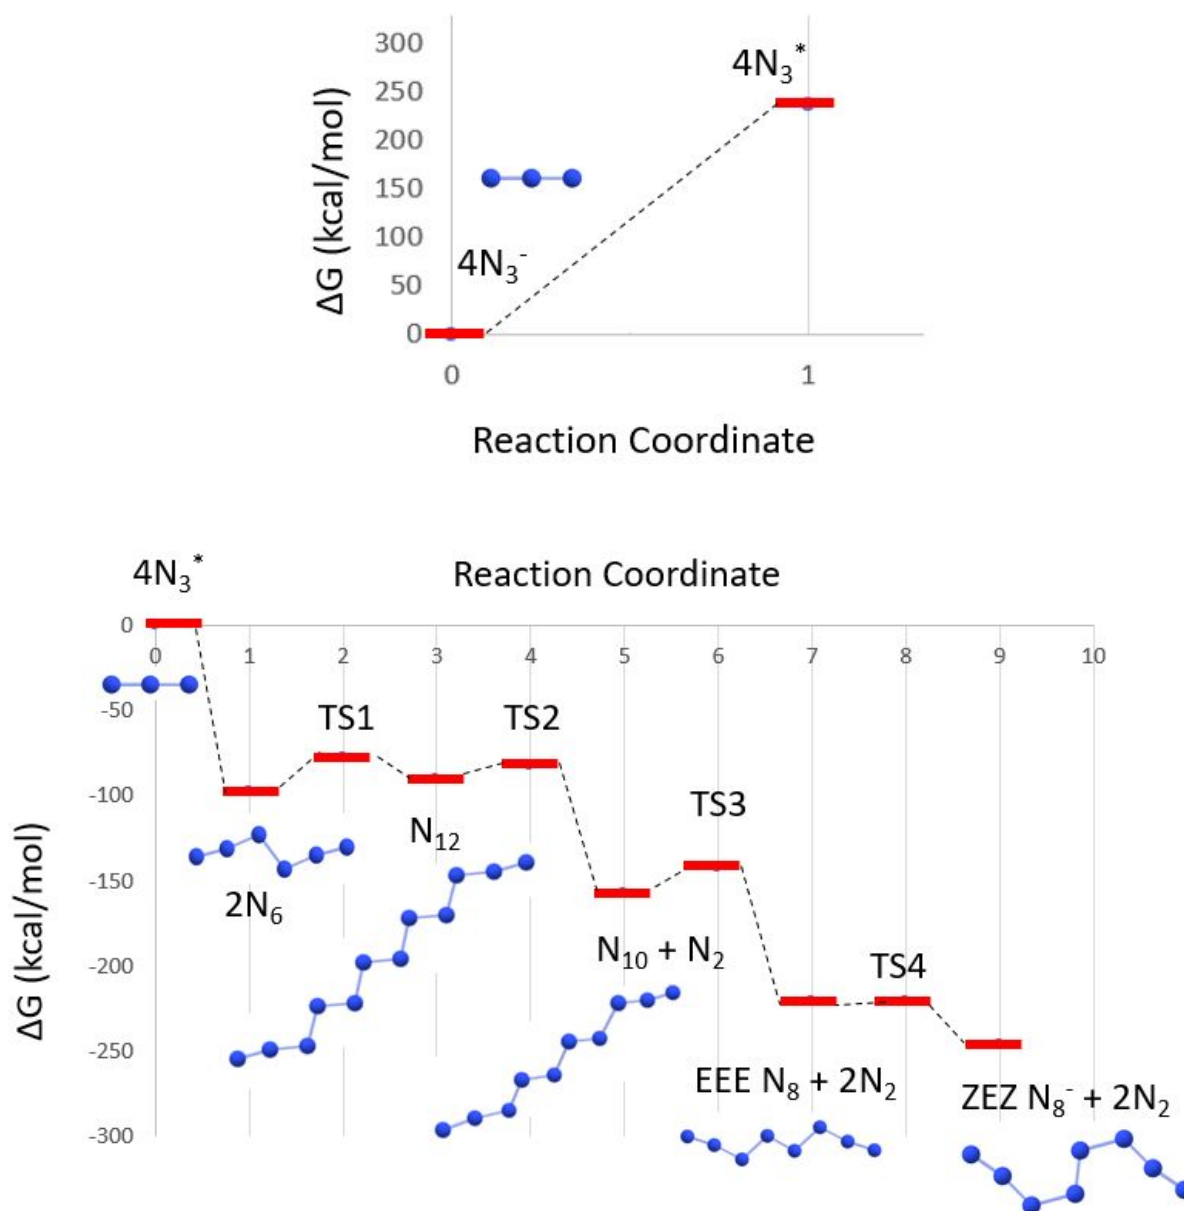 300
4N₃*
250
200
150
100
4N₃⁻
50
0
ΔG (kcal/mol)
0 1
Reaction Coordinate
4N₃*
Reaction Coordinate
0
0 1 2 3 4 5 6 7 8 9 10
-50
TS1 TS2
-100
TS3
N₁₂
-150
2N₆
N₁₀ + N₂
TS4
-200
-250
EEE N₈ + 2N₂
ZEZ N₈⁻ + 2N₂
-300
ΔG (kcal/mol)